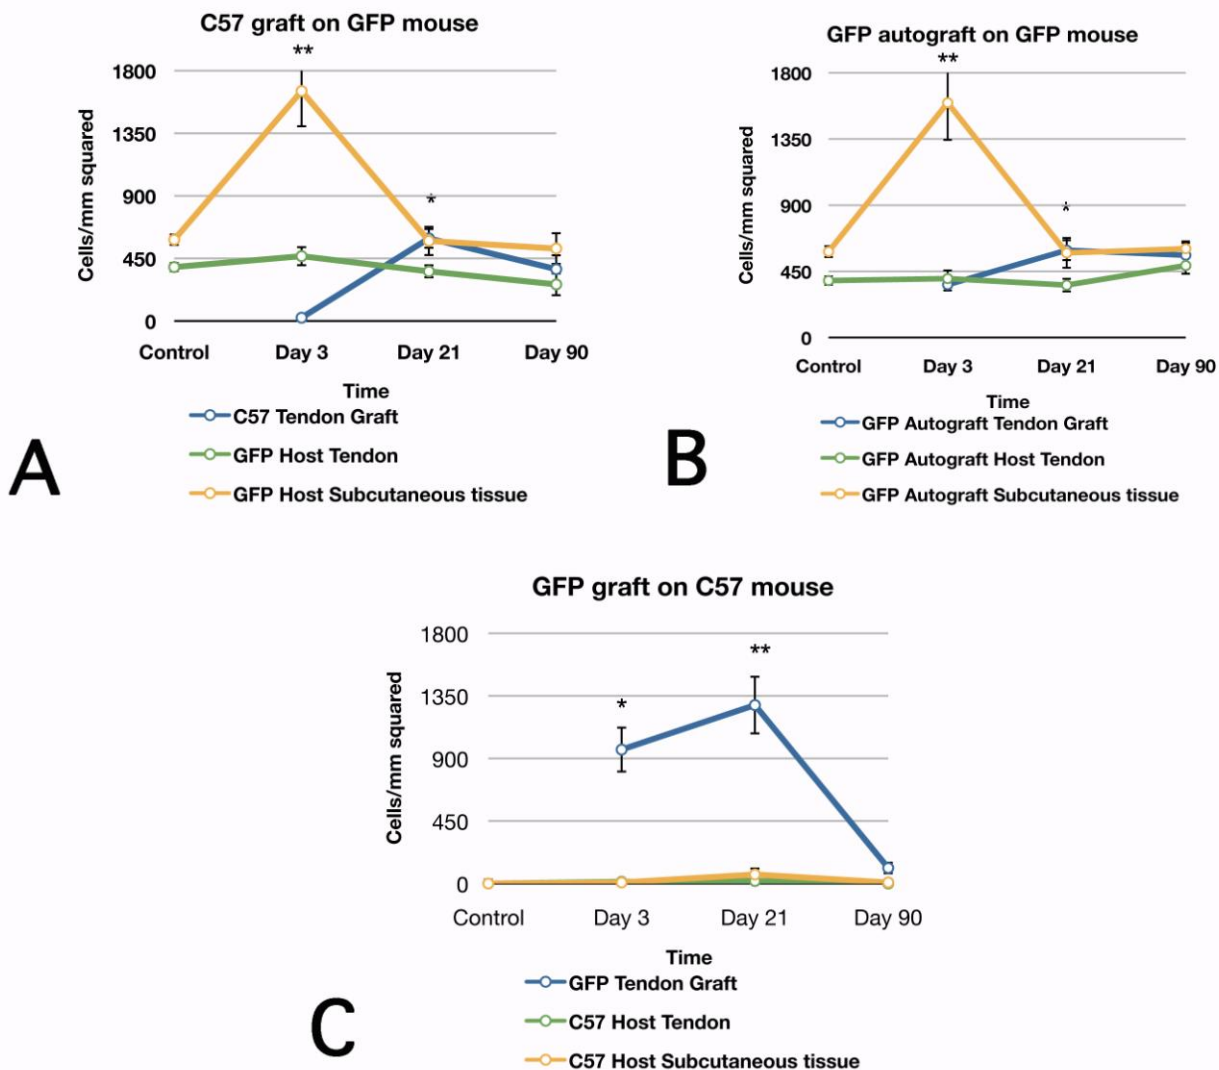 C57 graft on GFP mouse
**
1800
1350
900
450
0
*
Cells/mm squared
Control Day 3 Day 21 Day 90
Time
C57 Tendon Graft
GFP Host Tendon
GFP Host Subcutaneous tissue
A
GFP autograft on GFP mouse
**
1800
1350
900
450
0
*
Cells/mm squared
Control Day 3 Day 21 Day 90
Time
GFP Autograft Tendon Graft
GFP Autograft Host Tendon
GFP Autograft Subcutaneous tissue
B
GFP graft on C57 mouse
1800
1350
900
450
0
*
**
Cells/mm squared
Control Day 3 Day 21 Day 90
Time
GFP Tendon Graft
C57 Host Tendon
C57 Host Subcutaneous tissue
C